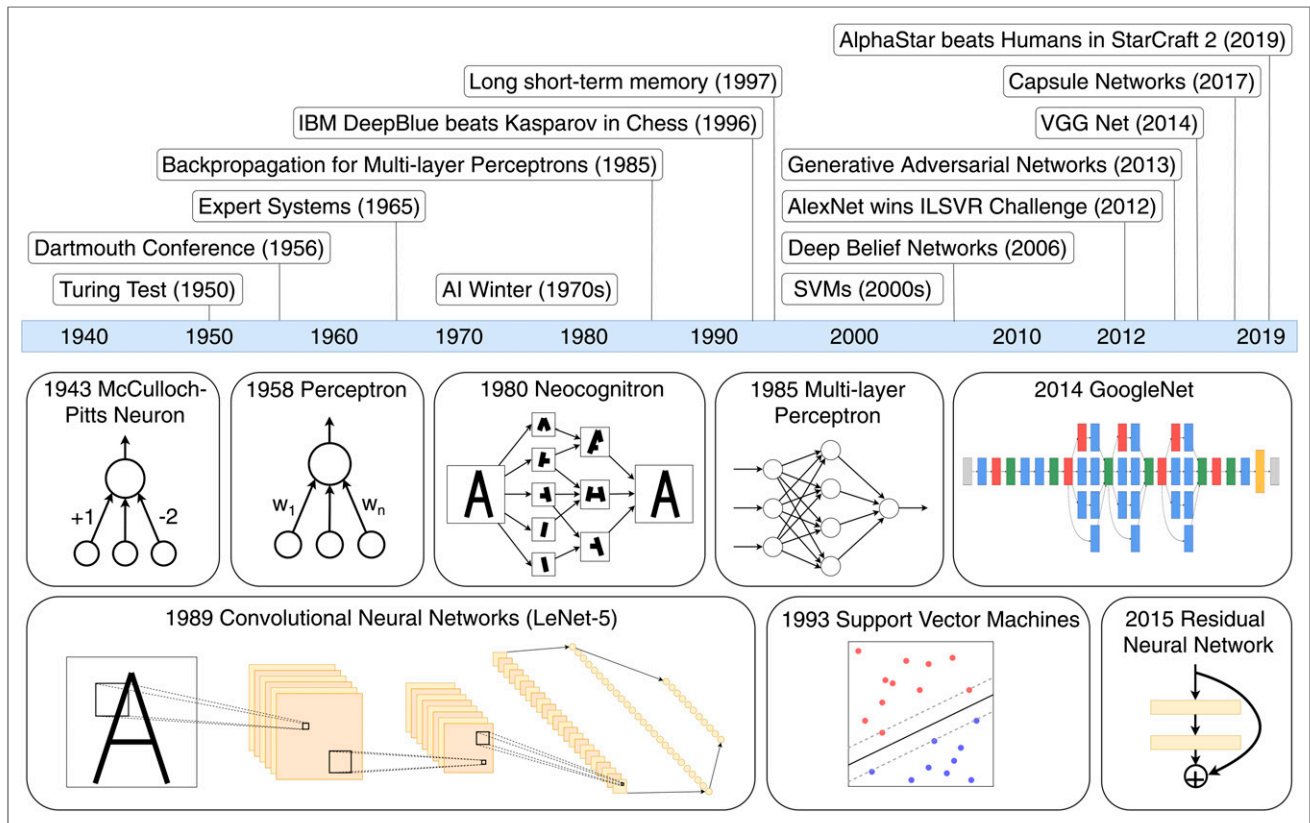 AlphaStar beats Humans in StarCraft 2 (2019)
Long short-term memory (1997)
Capsule Networks (2017)
IBM DeepBlue beats Kasparov in Chess (1996)
VGG Net (2014)
Backpropagation for Multi-layer Perceptrons (1985)
Generative Adversarial Networks (2013)
Expert Systems (1965)
AlexNet wins ILSVR Challenge (2012)
Dartmouth Conference (1956)
Deep Belief Networks (2006)
Turing Test (1950)
AI Winter (1970s)
SVMs (2000s)
1940 1950 1960 1970 1980 1990 2000 2010 2012 2019
1943 McCulloch-
Pitts Neuron
+1
-2
1958 Perceptron
w1
wn
1980 Neocognitron
A
A
1985 Multi-layer
Perceptron
2014 GoogleNet
1989 Convolutional Neural Networks (LeNet-5)
A
1993 Support Vector Machines
2015 Residual
Neural Network
+